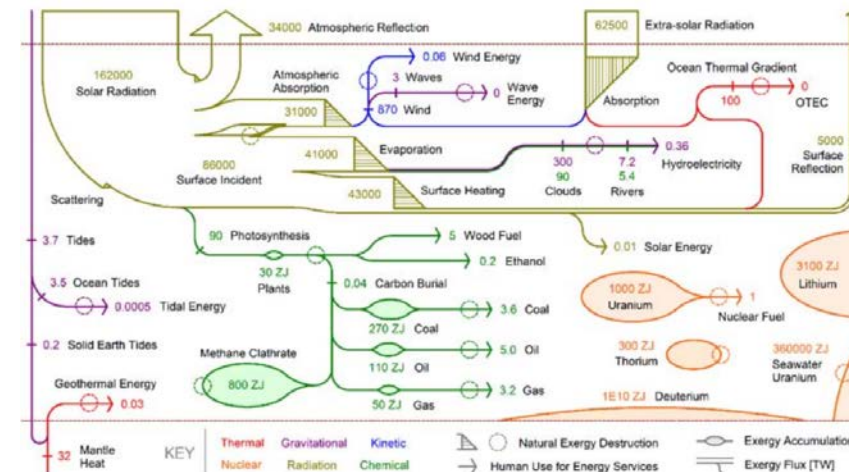 34000 Atmospheric Reflection
62500 Extra-solar Radiation
162000
Solar Radiation
Atmospheric
Absorption
31000
0.06 Wind Energy
3 Waves
0 Wave
Energy
870 Wind
Absorption
Ocean Thermal Gradient
100
0
OTEC
86000
Surface Incident
41000
Evaporation
43000
Surface Heating
300
90
Clouds
7.2
5.4
Rivers
0.36
Hydroelectricity
5000
Surface
Reflection
Scattering
3.7 Tides
3.5 Ocean Tides
0.0005 Tidal Energy
0.2 Solid Earth Tides
Geothermal Energy
0.03
32 Mantle
Heat
90 Photosynthesis
30 ZJ
Plants
5 Wood Fuel
0.2 Ethanol
0.04 Carbon Burial
3.6 Coal
270 ZJ
Coal
5.0 Oil
110 ZJ
Oil
3.2 Gas
50 ZJ
Gas
Methane Clathrate
800 ZJ
0.01 Solar Energy
1000 ZJ
Uranium
1
Nuclear Fuel
3100 ZJ
Lithium
300 ZJ
Thorium
360000 ZJ
Seawater
Uranium
1E10 ZJ Deuterium
KEY
Thermal Gravitational Kinetic
Nuclear Radiation Chemical
Natural Exergy Destruction
Human Use for Energy Services
Exergy Accumulation
Exergy Flux [TW]